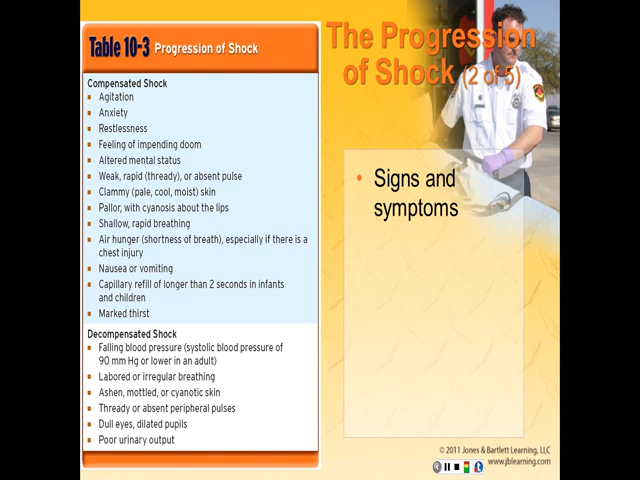 Table 10-3 Progression of Shock
Compensated Shock
Agitation
Anxiety
Restlessness
Feeling of impending doom
Altered mental status
Weak, rapid (thready), or absent pulse
Clammy (pale, cool, moist) skin
Pallor, with cyanosis about the lips
Shallow, rapid breathing
Air hunger (shortness of breath), especially if there is a
chest injury
Nausea or vomiting
Capillary refill of longer than 2 seconds in infants
and children
Marked thirst
Decompensated Shock
Falling blood pressure (systolic blood pressure of
90 mm Hg or lower in an adult)
Labored or irregular breathing
Ashen, mottled, or cyanotic skin
Thready or absent peripheral pulses
Dull eyes, dilated pupils
Poor urinary output
The Progression
of Shock (2 of 5)
• Signs and
symptoms
© 2011 Jones & Bartlett Learning, LLC
www.jblearning.com